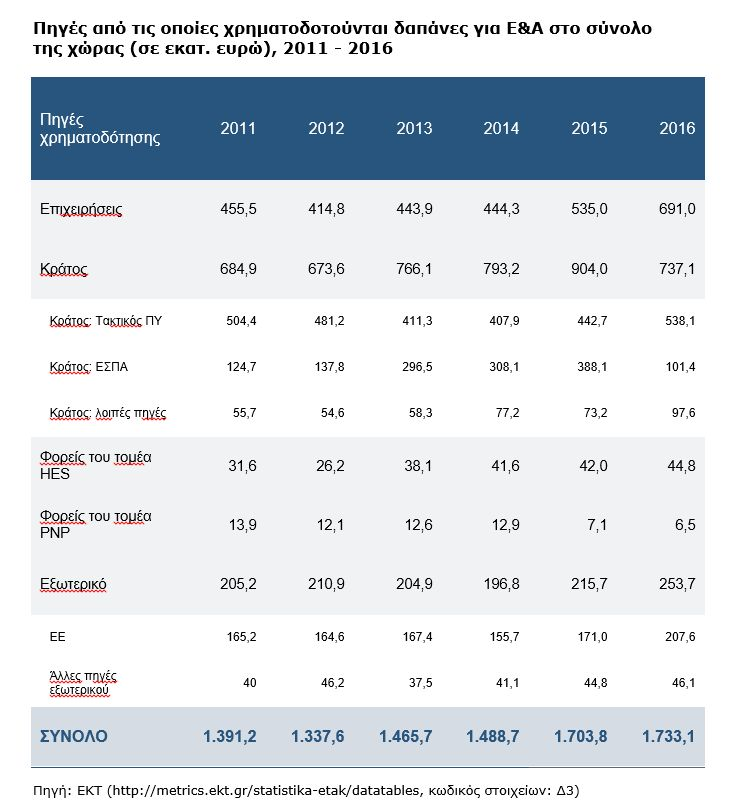 Πηγές από τις οποίες χρηματοδοτούνται δαπάνες για Ε&Α στο σύνολο
της χώρας (σε εκατ. ευρώ), 2011 - 2016
Πηγές
χρηματοδότησης 2011 2012 2013 2014 2015 2016
Επιχειρήσεις 455,5 414,8 443,9 444,3 535,0 691,0
Κράτος 684,9 673,6 766,1 793,2 904,0 737,1
Κράτος: Τακτικός ΠΥ 504,4 481,2 411,3 407,9 442,7 538,1
Κράτος: ΕΣΠΑ 124,7 137,8 296,5 308,1 388,1 101,4
Κράτος: λοιπές πηγές 55,7 54,6 58,3 77,2 73,2 97,6
Φορείς του τομέα
HES 31,6 26,2 38,1 41,6 42,0 44,8
Φορείς του τομέα
PNP 13,9 12,1 12,6 12,9 7,1 6,5
Εξωτερικό 205,2 210,9 204,9 196,8 215,7 253,7
ΕΕ 165,2 164,6 167,4 155,7 171,0 207,6
Άλλες πηγές
εξωτερικού 40 46,2 37,5 41,1 44,8 46,1
ΣΥΝΟΛΟ 1.391,2 1.337,6 1.465,7 1.488,7 1.703,8 1.733,1
Πηγή: ΕΚΤ (http://metrics.ekt.gr/statistika-etak/datatables, κωδικός στοιχείων: Δ3)